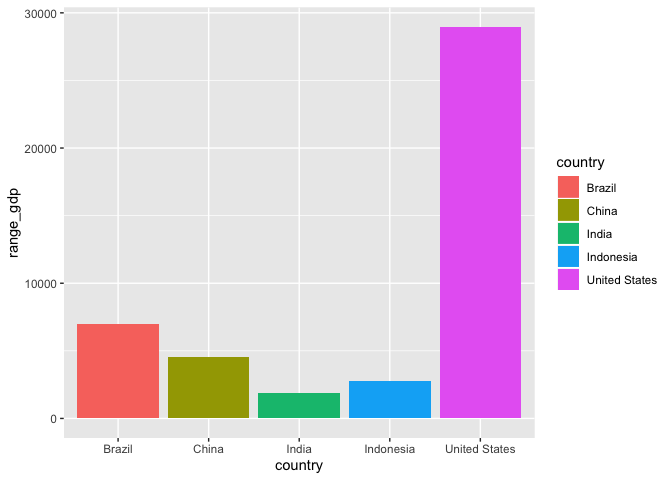 30000
20000
10000
0
range_gdp
Brazil China India Indonesia United States
country
country
Brazil
China
India
Indonesia
United States